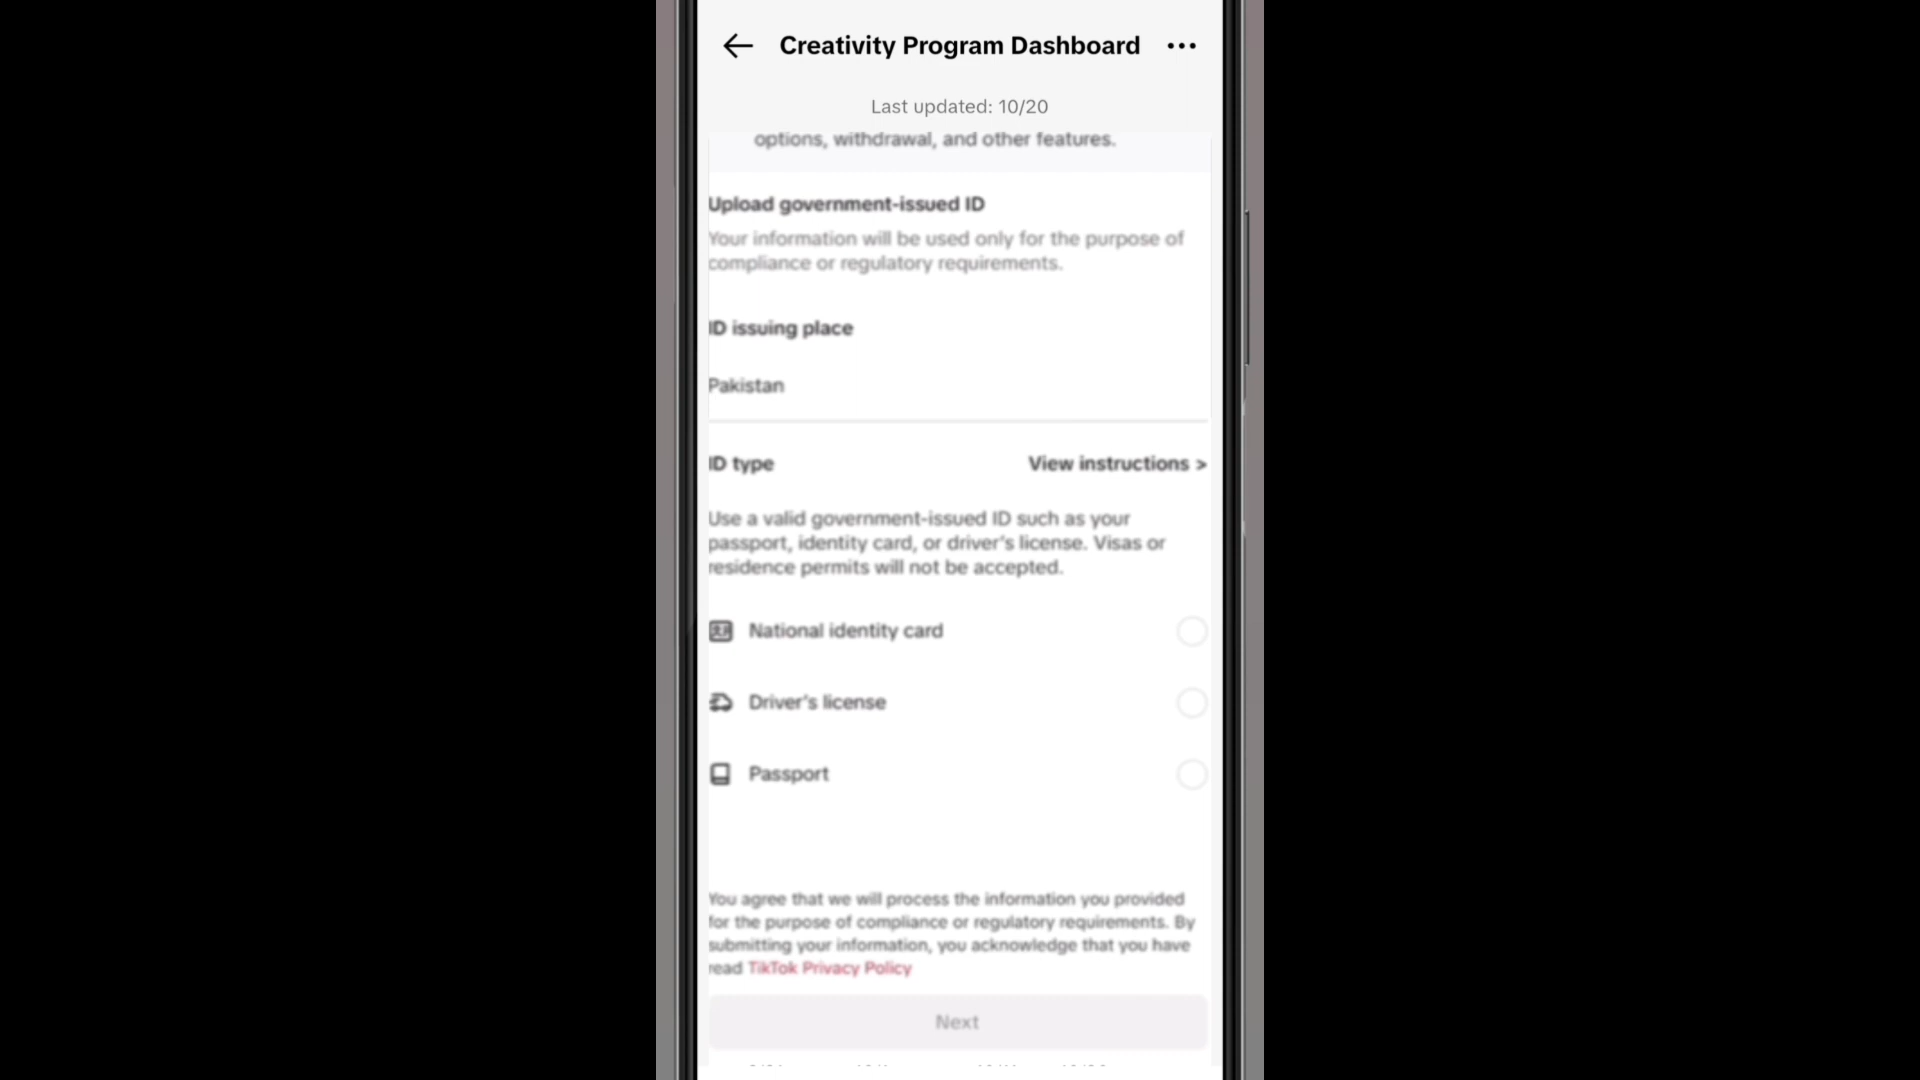 Creativity Program Dashboard
Last updated: 10/20
options, withdrawal, and other features.
Upload government-issued ID
Your information will be used only for the purpose of
compliance or regulatory requirements.
ID issuing place
Pakistan
ID type
View instructions >
Use a valid government-issued ID such as your
passport, identity card, or driver's license. Visas or
residence permits will not be accepted.
National identity card
Driver's license
Passport
You agree that we will process the information you provided
for the purpose of compliance or regulatory requirements. By
submitting your information, you acknowledge that you have
read TikTok Privacy Policy
Next